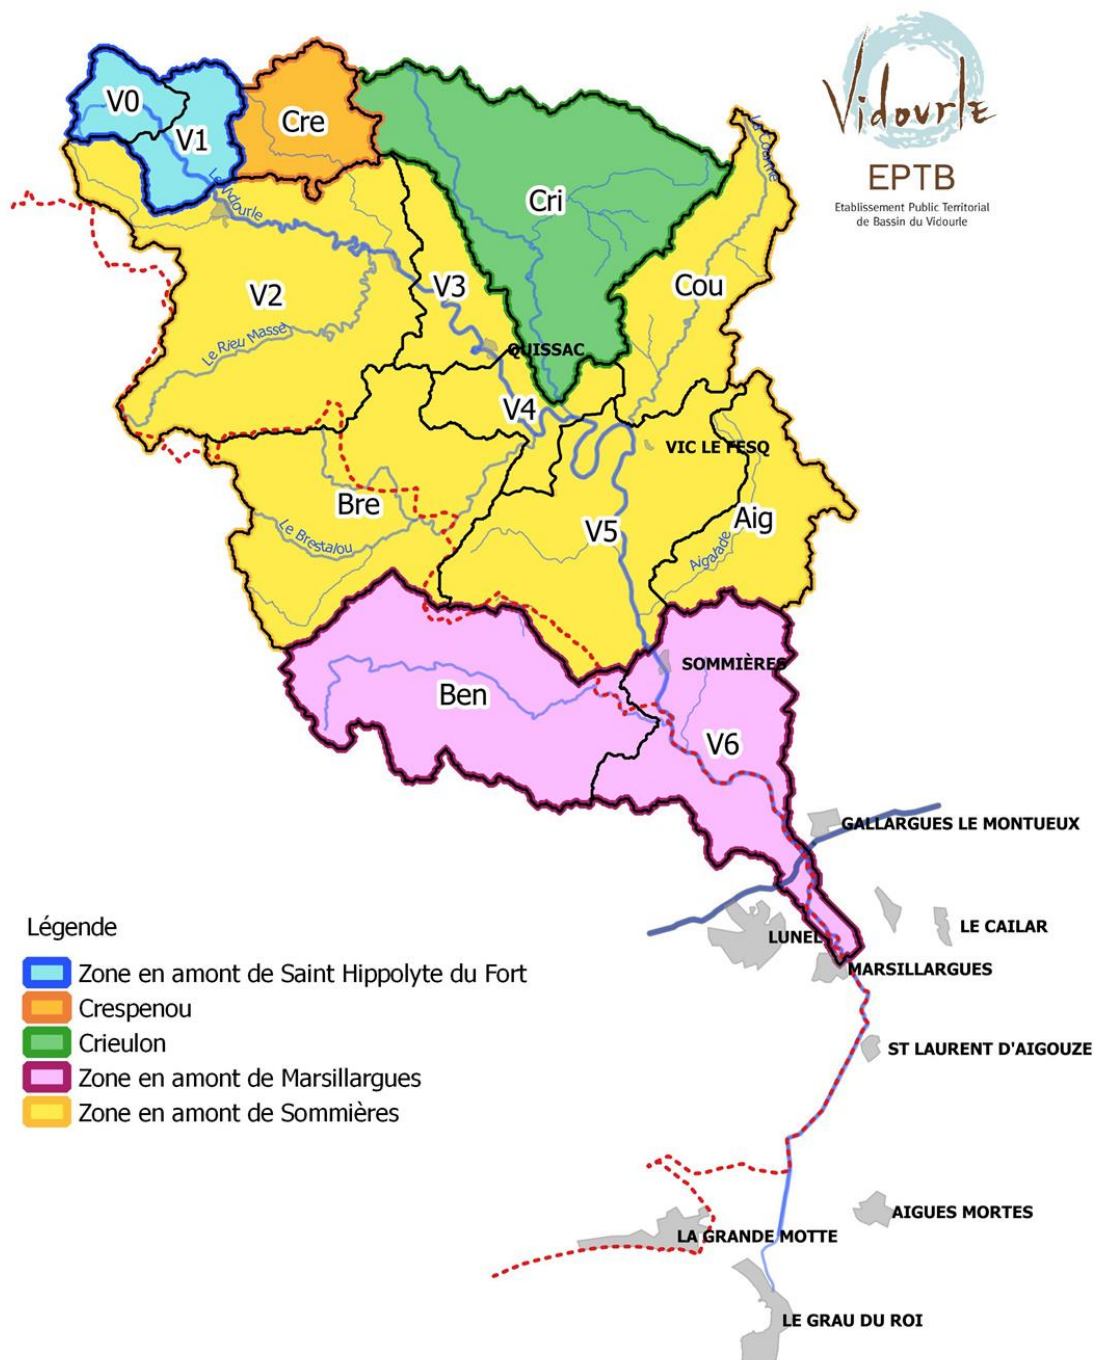 Vidourle
EPTB
Etablissement Public Territorial
de Bassin du Vidourle
V0
V1
Cre
Cri
La Courme
Le Vidourle
V2
V3
Cou
Le Rieu Massé
QUISSAC
V4
VIC LE FESQ
Bre
Le Brestalou
V5
Aig
Aigalade
SOMMIÈRES
Ben
V6
GALLARGUES LE MONTUEUX
LE CAILAR
LUNEL
MARSILLARGUES
ST LAURENT D'AIGOUZE
AIGUES MORTES
LA GRANDE MOTTE
LE GRAU DU ROI
Légende
Zone en amont de Saint Hippolyte du Fort
Crespenou
Crieulon
Zone en amont de Marsillargues
Zone en amont de Sommières